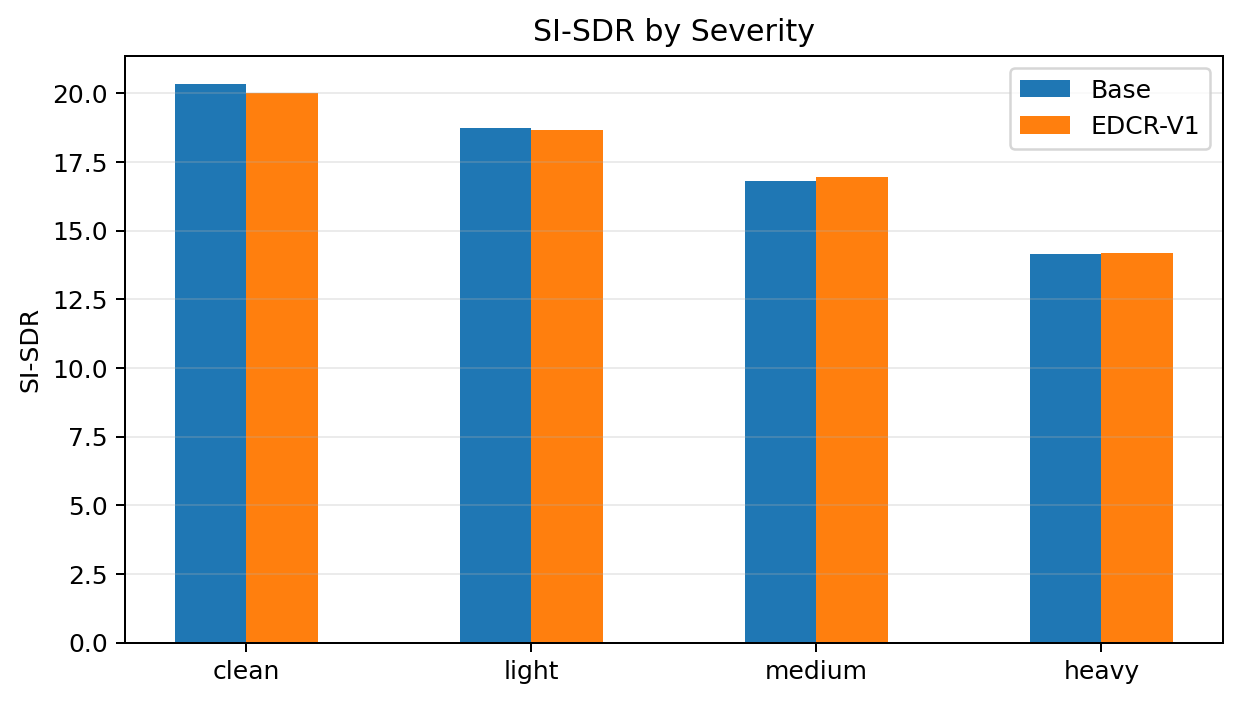 SI-SDR by Severity
Base
EDCR-V1
20.0
17.5
15.0
12.5
10.0
7.5
5.0
2.5
0.0
SI-SDR
clean
light
medium
heavy